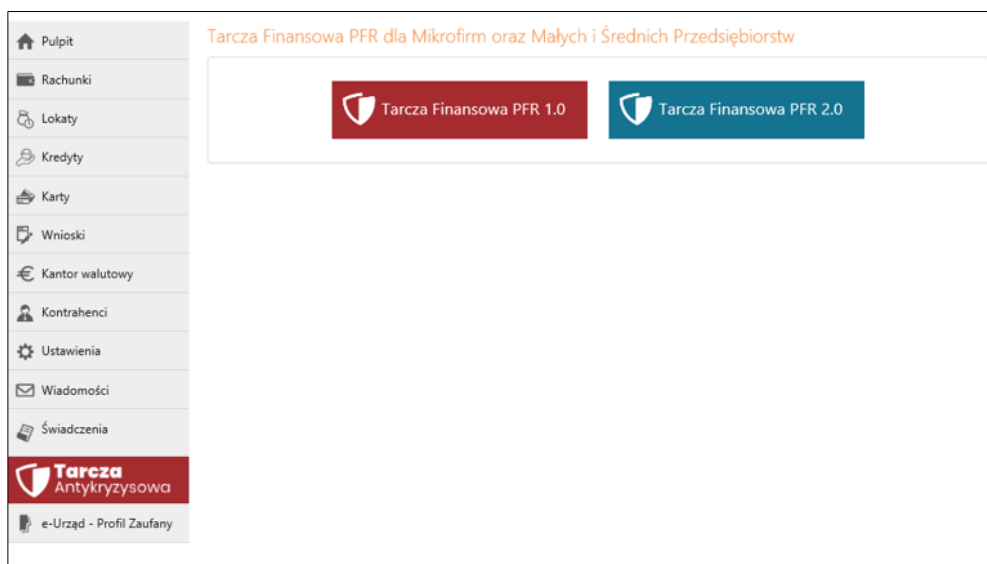 Pulpit
Rachunki
Lokaty
Kredyty
Karty
Wnioski
Kantor walutowy
Kontrahenci
Ustawienia
Wiadomości
Świadczenia
Tarcza
Antykryzysowa
e-Urząd - Profil Zaufany
Tarcza Finansowa PFR dla Mikrofirm oraz Małych i Średnich Przedsiębiorstw
Tarcza Finansowa PFR 1.0
Tarcza Finansowa PFR 2.0